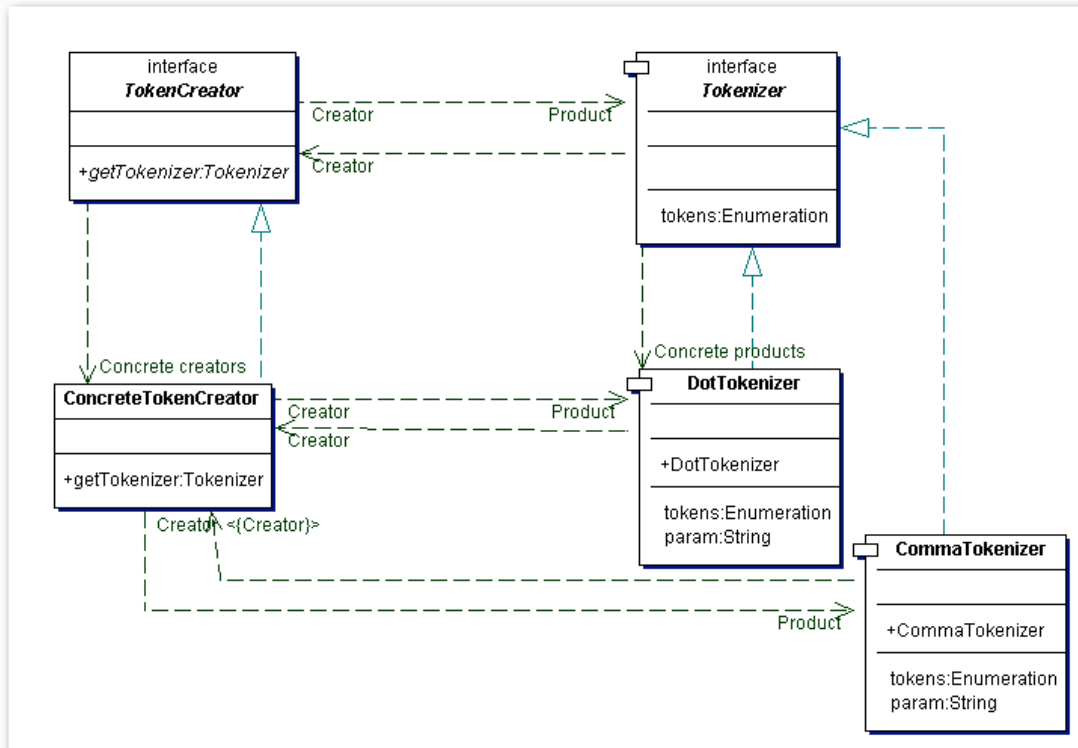 interface
TokenCreator
+getTokenizer:Tokenizer
interface
Tokenizer
tokens:Enumeration
Creator
Product
Creator
Concrete creators
Concrete products
ConcreteTokenCreator
+getTokenizer:Tokenizer
Creator
Product
Creator
DotTokenizer
+DotTokenizer
tokens:Enumeration
param:String
Creator
<{Creator}>
Product
CommaTokenizer
+CommaTokenizer
tokens:Enumeration
param:String